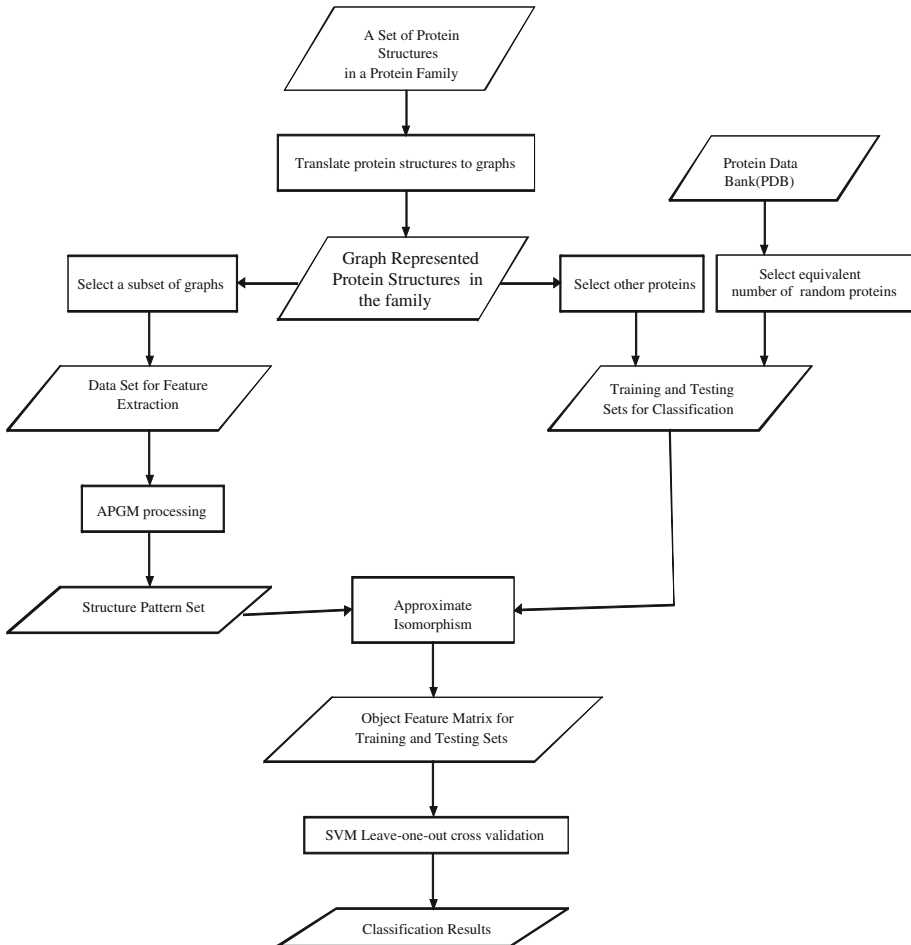 A Set of Protein
Structures
in a Protein Family
Translate protein structures to graphs
Protein Data
Bank(PDB)
Graph Represented
Protein Structures in
the family
Select a subset of graphs
Select other proteins
Select equivalent
number of random proteins
Data Set for Feature
Extraction
Training and Testing
Sets for Classification
APGM processing
Structure Pattern Set
Approximate
Isomorphism
Object Feature Matrix for
Training and Testing Sets
SVM Leave-one-out cross validation
Classification Results